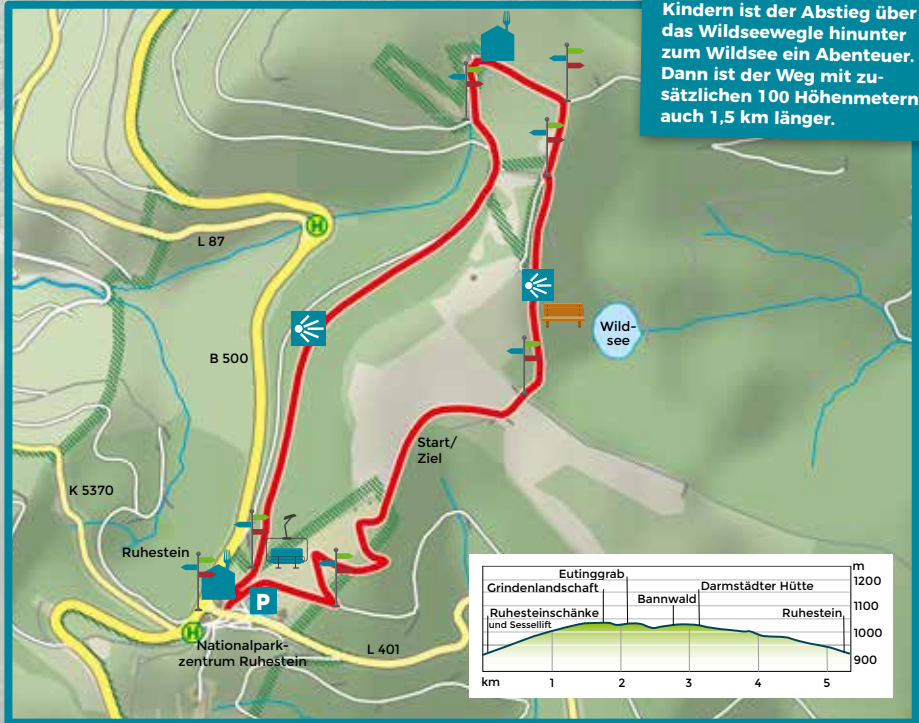 Kindern ist der Abstieg über
das Wildseewegle hinunter
zum Wildsee ein Abenteuer.
Dann ist der Weg mit zu-
sätzlichen 100 Höhenmetern
auch 1,5 km länger.
H
L 87
B 500
Wild-
see
Start/
Ziel
K 5370
Ruhestein
P
H
Nationalpark-
zentrum Ruhestein
L 401
m
Eutinggrab
1200
Grindenlandschaft
Darmstädter Hütte
Bannwald
1100
Ruhesteinschänke
und Sessellift
Ruhestein
1000
900
km 1 2 3 4 5